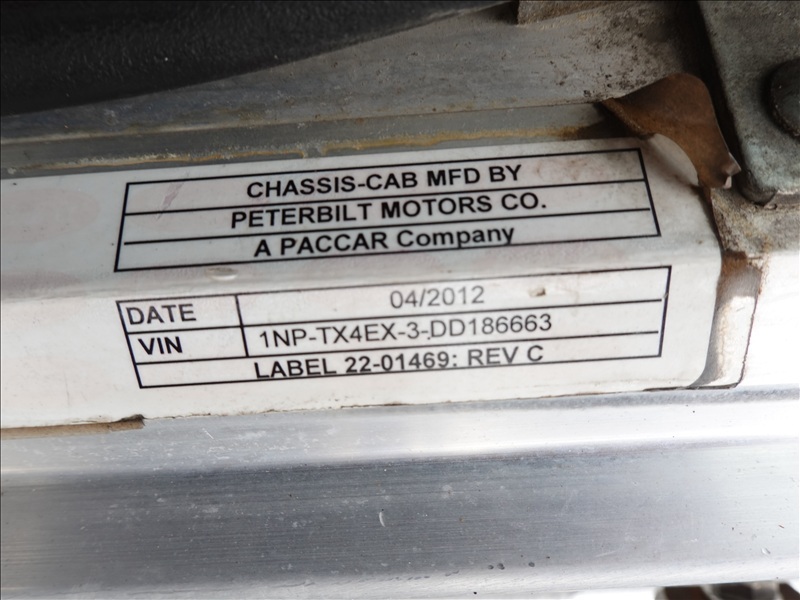 CHASSIS-CAB MFD BY
PETERBILT MOTORS CO.
A PACCAR Company
DATE 04/2012
VIN 1NP-TX4EX-3-DD186663
LABEL 22-01469: REV C